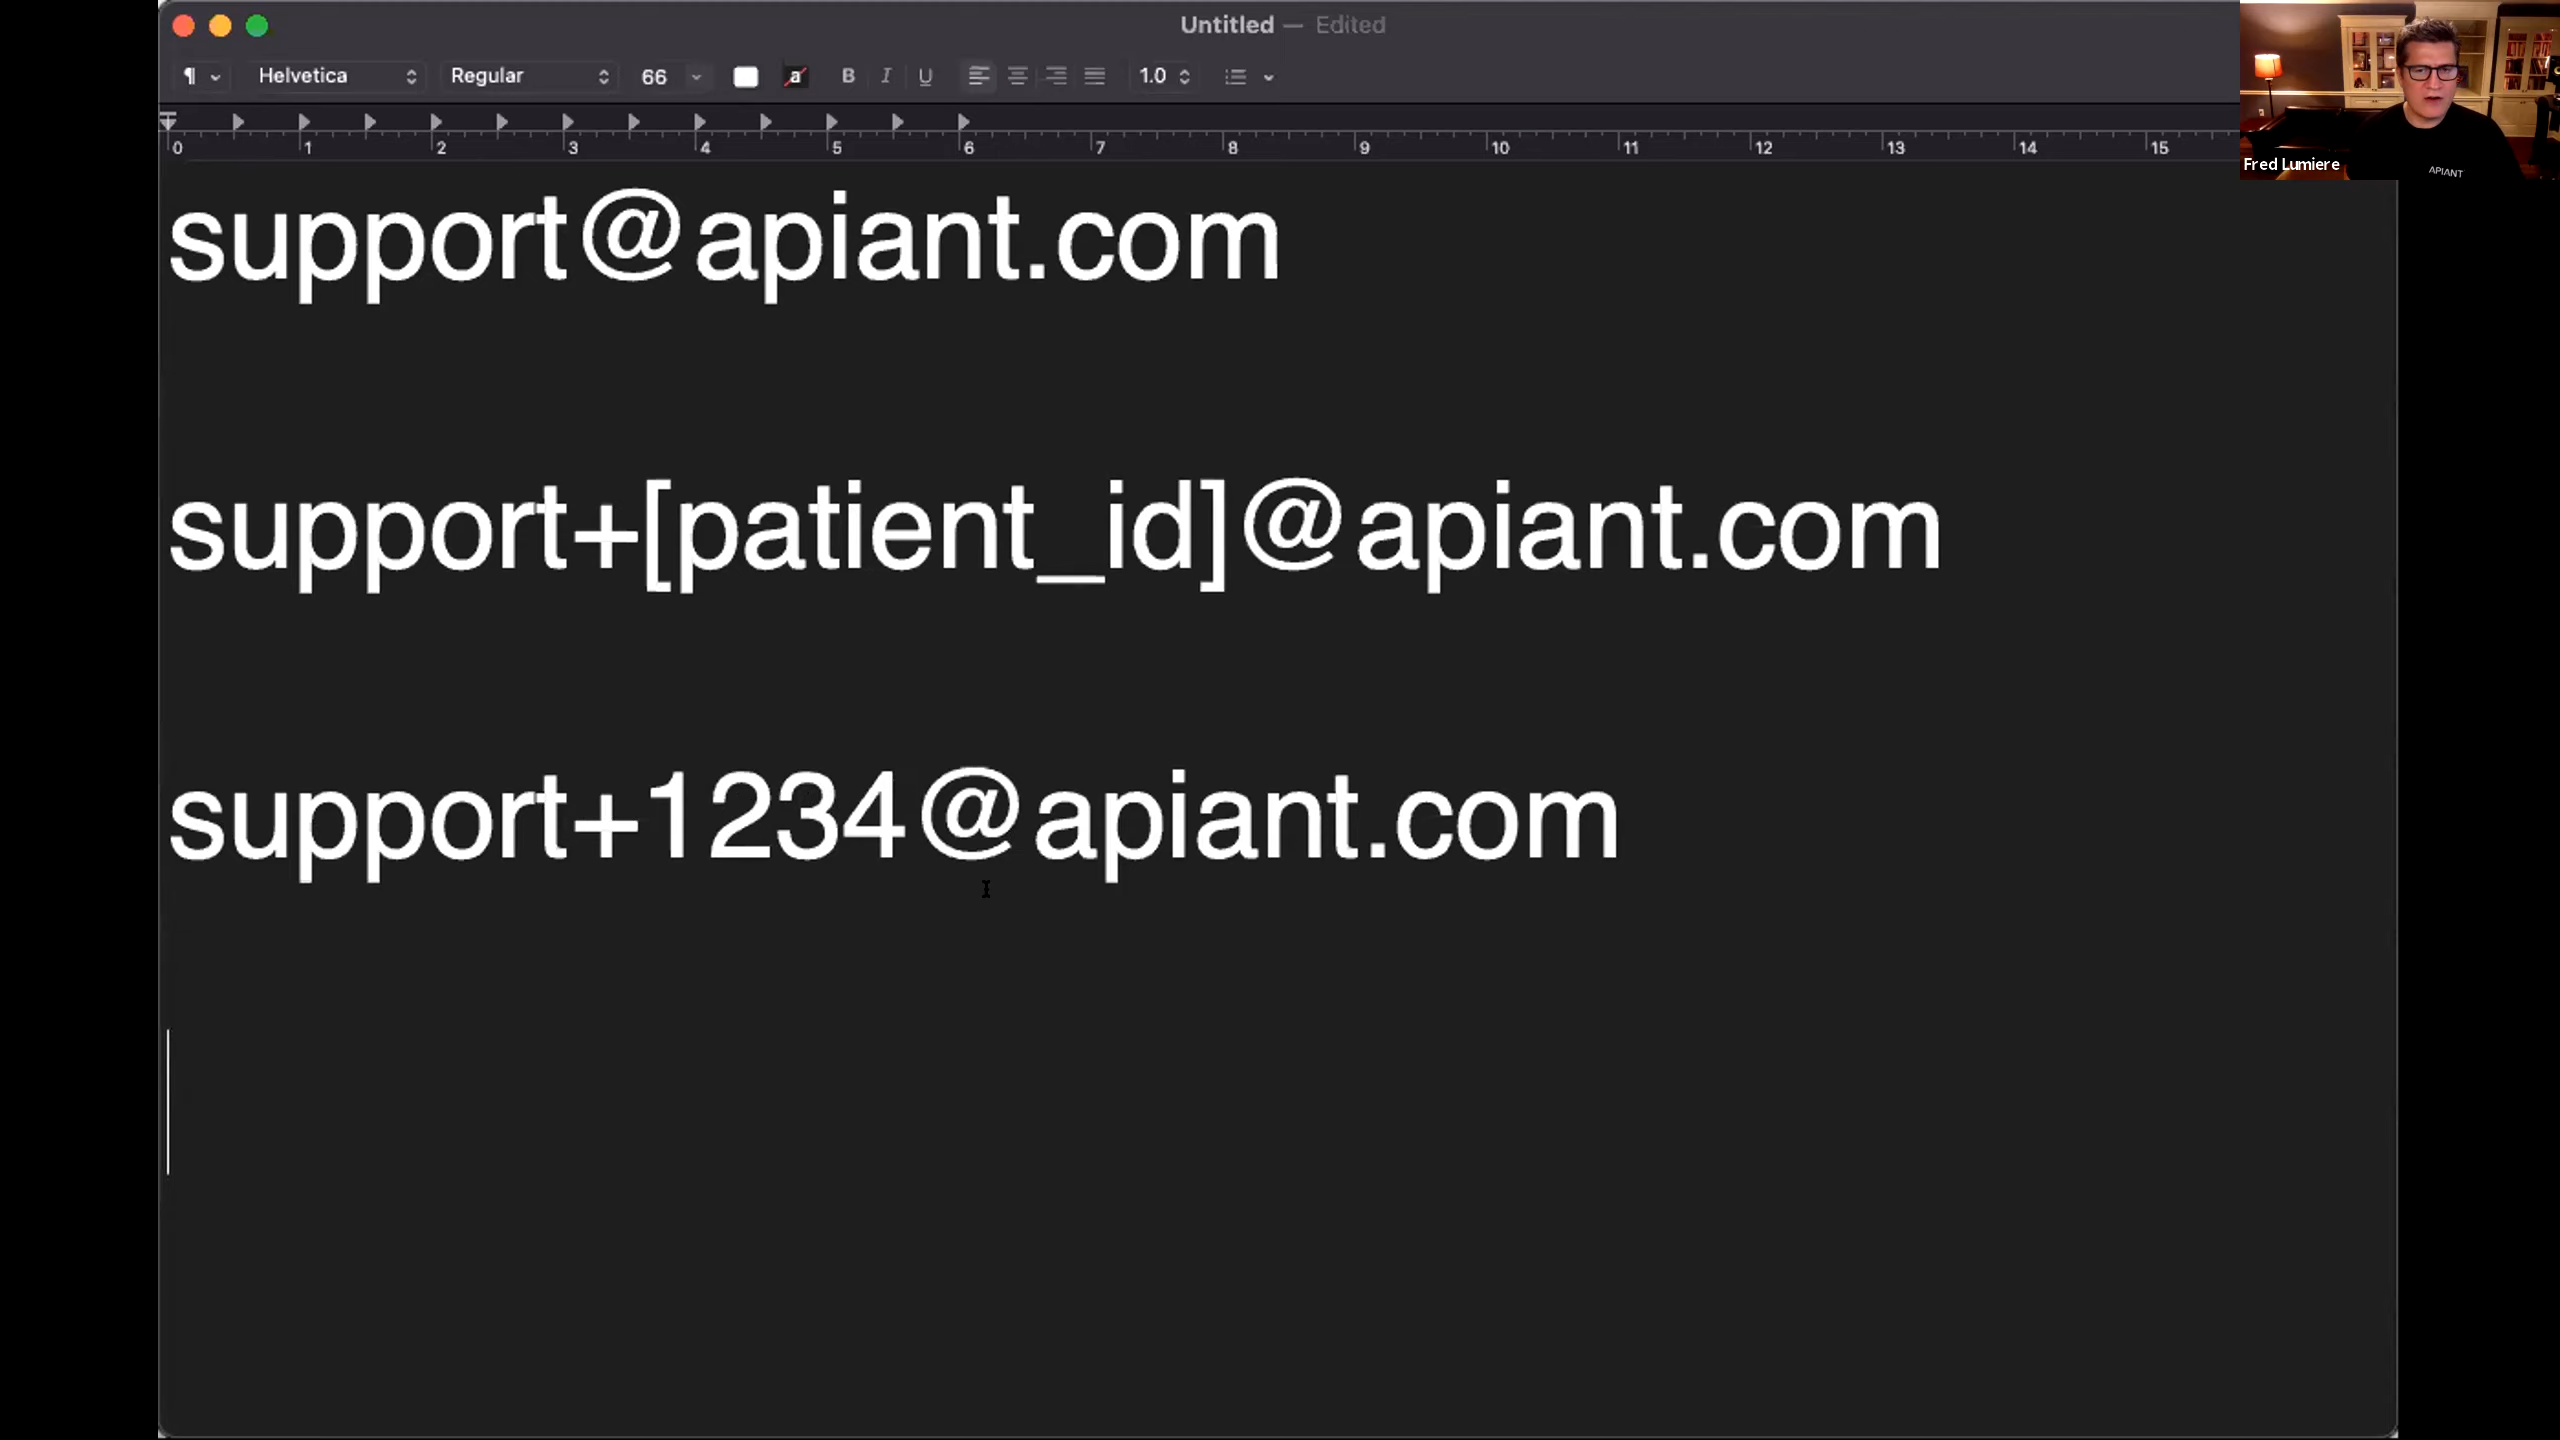 Untitled — Edited
¶ Helvetica Regular 66 a B I U 1.0
0 1 2 3 4 5 6 7 8 9 10 11 12 13 14 15
Fred Lumiere
APIANT
support@apiant.com
support+[patient_id]@apiant.com
support+1234@apiant.com